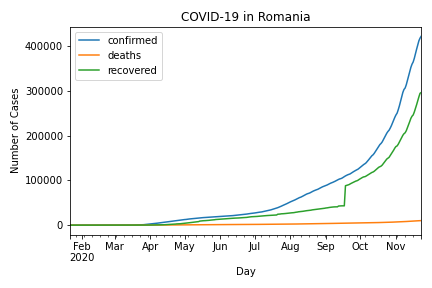 COVID-19 in Romania
confirmed
deaths
recovered
Number of Cases
400000
300000
200000
100000
0
Feb Mar Apr May Jun Jul Aug Sep Oct Nov
2020
Day